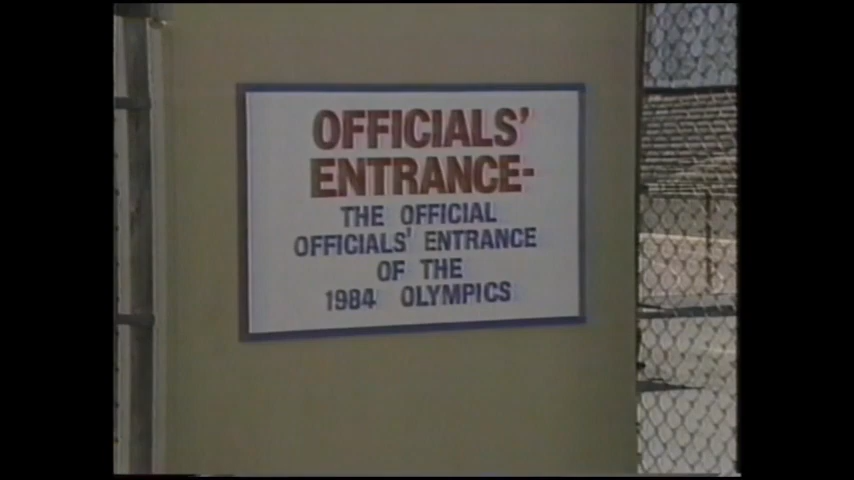 OFFICIALS'
ENTRANCE-
THE OFFICIAL
OFFICIALS' ENTRANCE
OF THE
1984 OLYMPICS